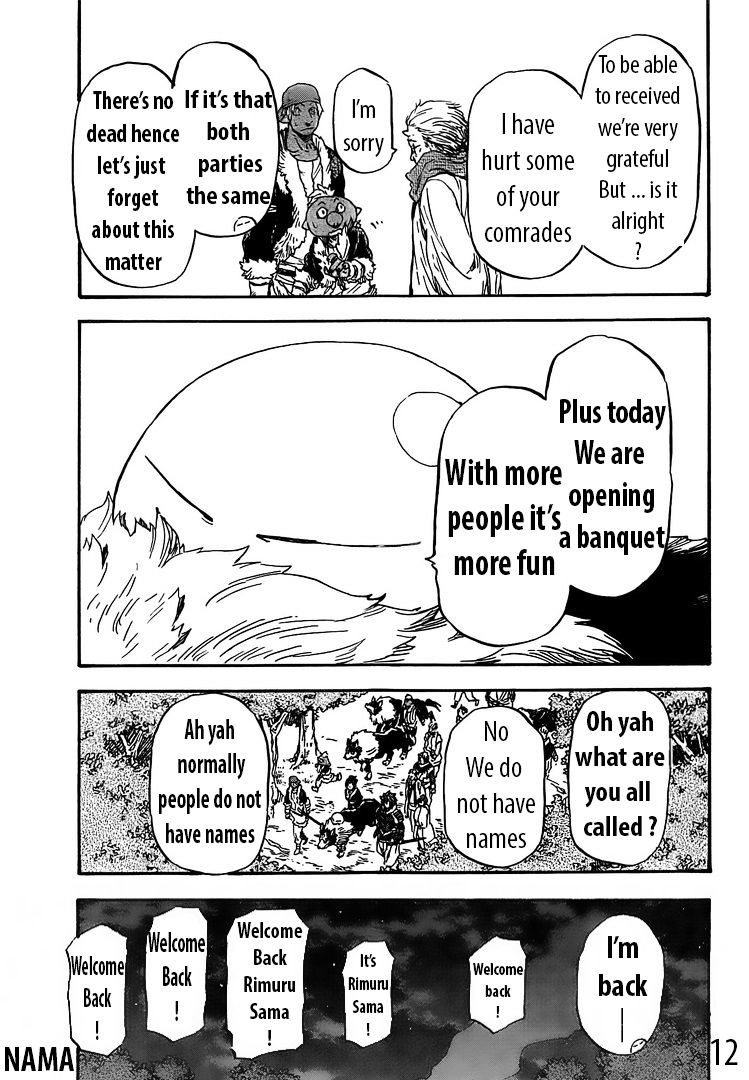 To be able
to received
we're very
grateful
But ... is it
alright
?
I have
hurt some
of your
comrades
I'm
sorry
If it's that
both
parties
the same
There's no
dead hence
let's just
forget
about this
matter
Plus today
We are
opening
a banquet
With more
people it's
more fun
Oh yah
what are
you all
called ?
No
We do
not have
names
Ah yah
normally
people do not
have names
I'm
back
Welcome
back
!
It's
Rimuru
Sama
!
Welcome
Back
Rimuru
Sama
!
Welcome
Back
!
Welcome
Back
!
NAMA
12